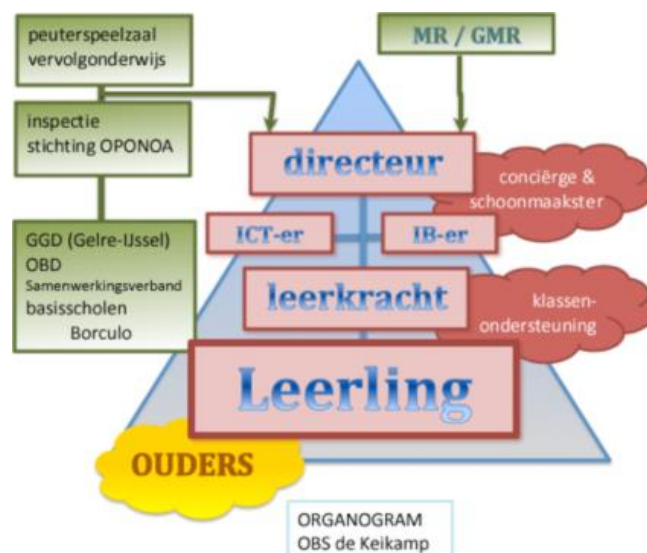 peuterspeelzaal
vervolgonderwijs
MR / GMR
inspectie
stichting OPONOA
directeur
conciërge &
schoonmaakster
ICT-er
IB-er
GGD (Gelre-IJssel)
OBD
Samenwerkingsverband
basisscholen
Borculo
leerkracht
klassen-
ondersteuning
Leerling
OUDERS
ORGANOGRAM
OBS de Keikamp